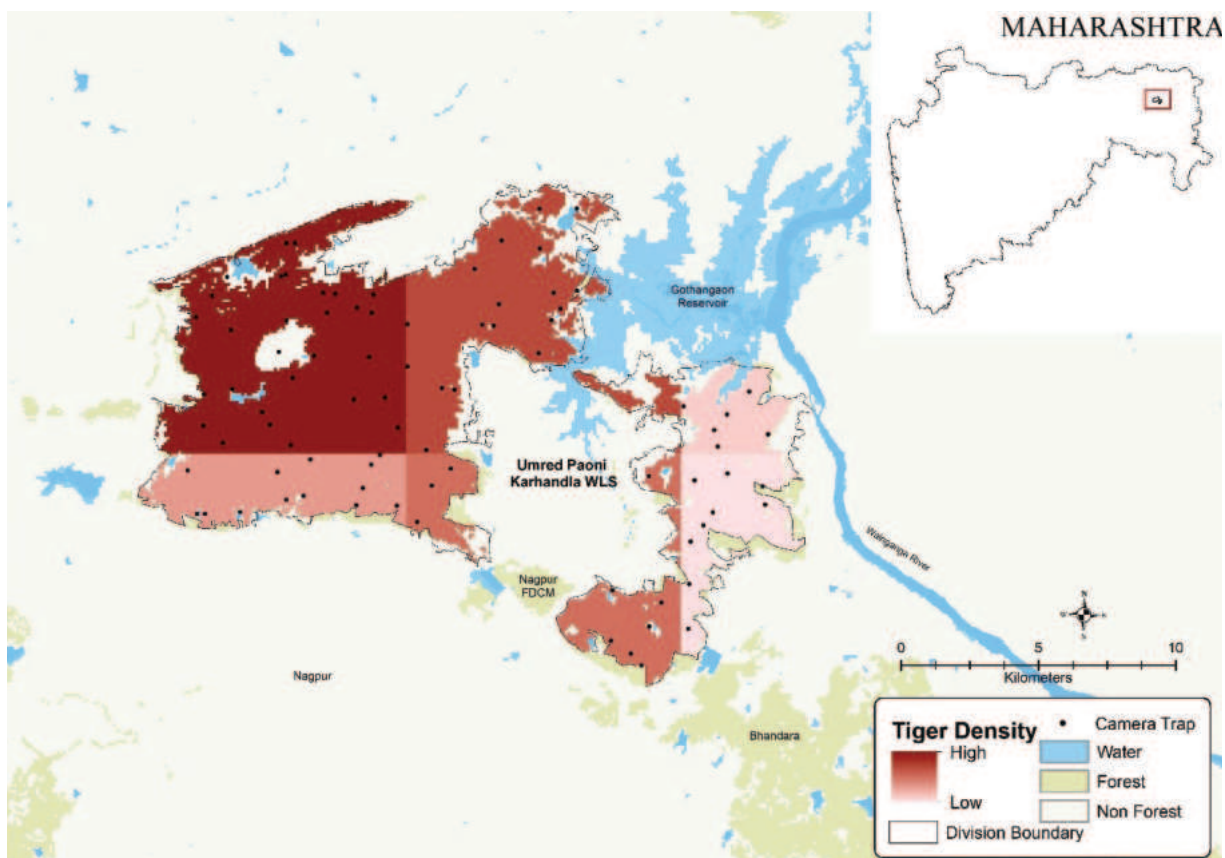 MAHARASHTRA
Gothangaon
Reservoir
Umred Paoni
Karhandla WLS
Wainganga River
Nagpur
FDCM
Nagpur
Bhandara
N
0 5 10
Kilometers
Tiger Density
High
Low
Division Boundary
Camera Trap
Water
Forest
Non Forest